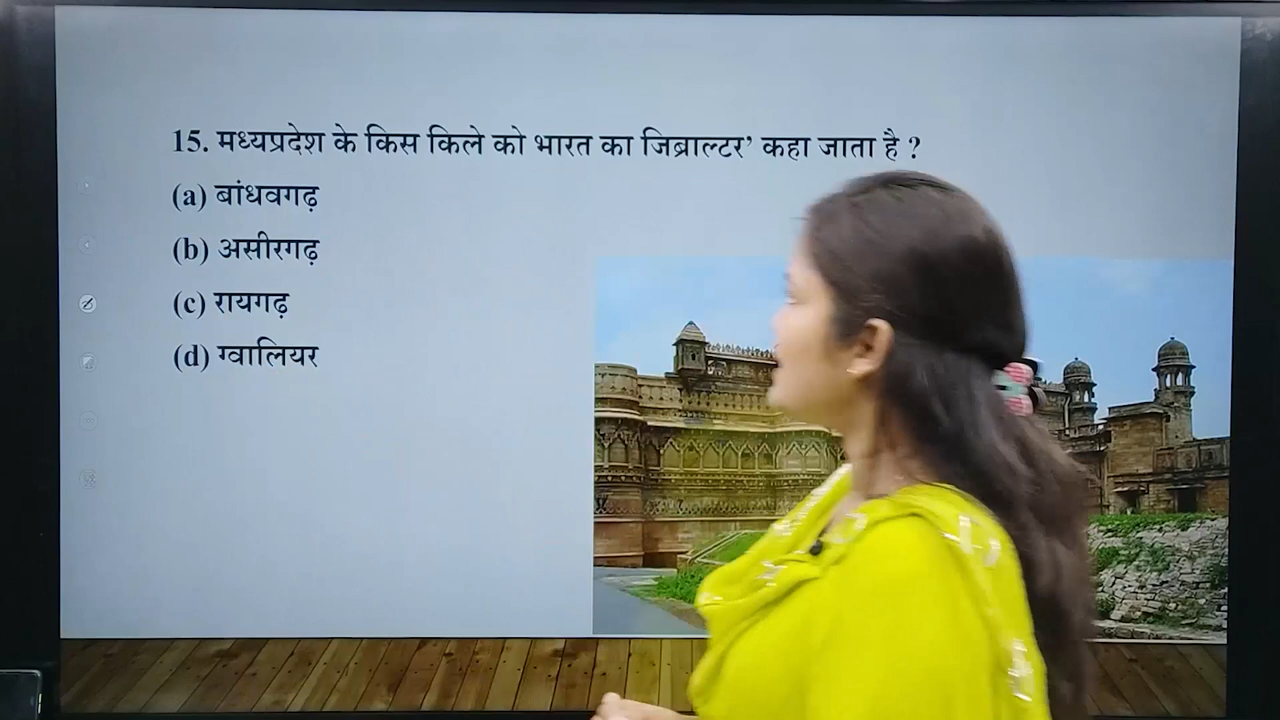 15. मध्यप्रदेश के किस किले को भारत का जिब्राल्टर’ कहा जाता है ?
(a) बांधवगढ़
(b) असीरगढ़
(c) रायगढ़
(d) ग्वालियर